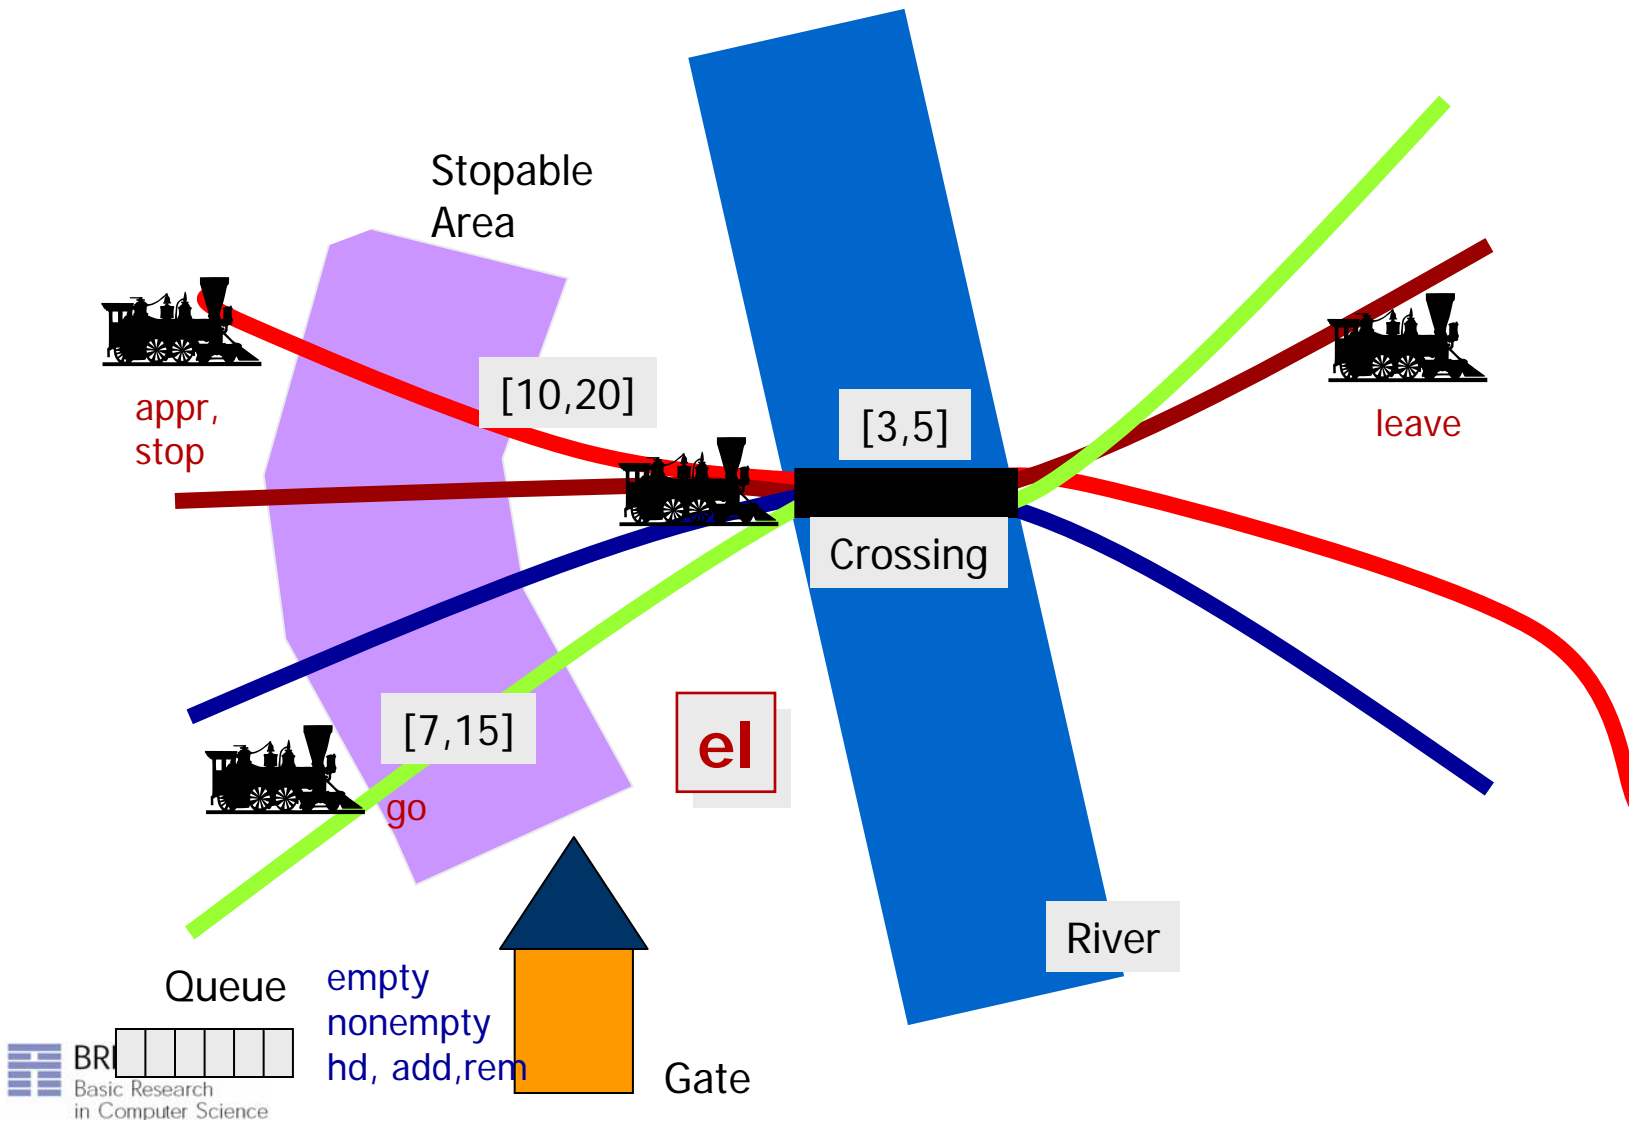 Stopable
Area
[10,20]
[3,5]
appr,
stop
leave
Crossing
[7,15]
el
go
River
Queue
empty
nonempty
hd, add,rem
Gate
Basic Research
in Computer Science